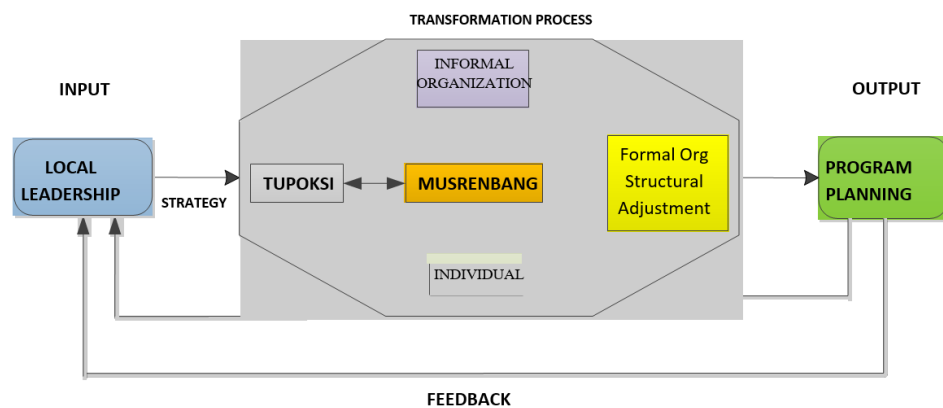 TRANSFORMATION PROCESS
INPUT
OUTPUT
INFORMAL
ORGANIZATION
LOCAL
LEADERSHIP
STRATEGY
TUPOKSI
MUSRENBANG
Formal Org
Structural
Adjustment
PROGRAM
PLANNING
INDIVIDUAL
FEEDBACK